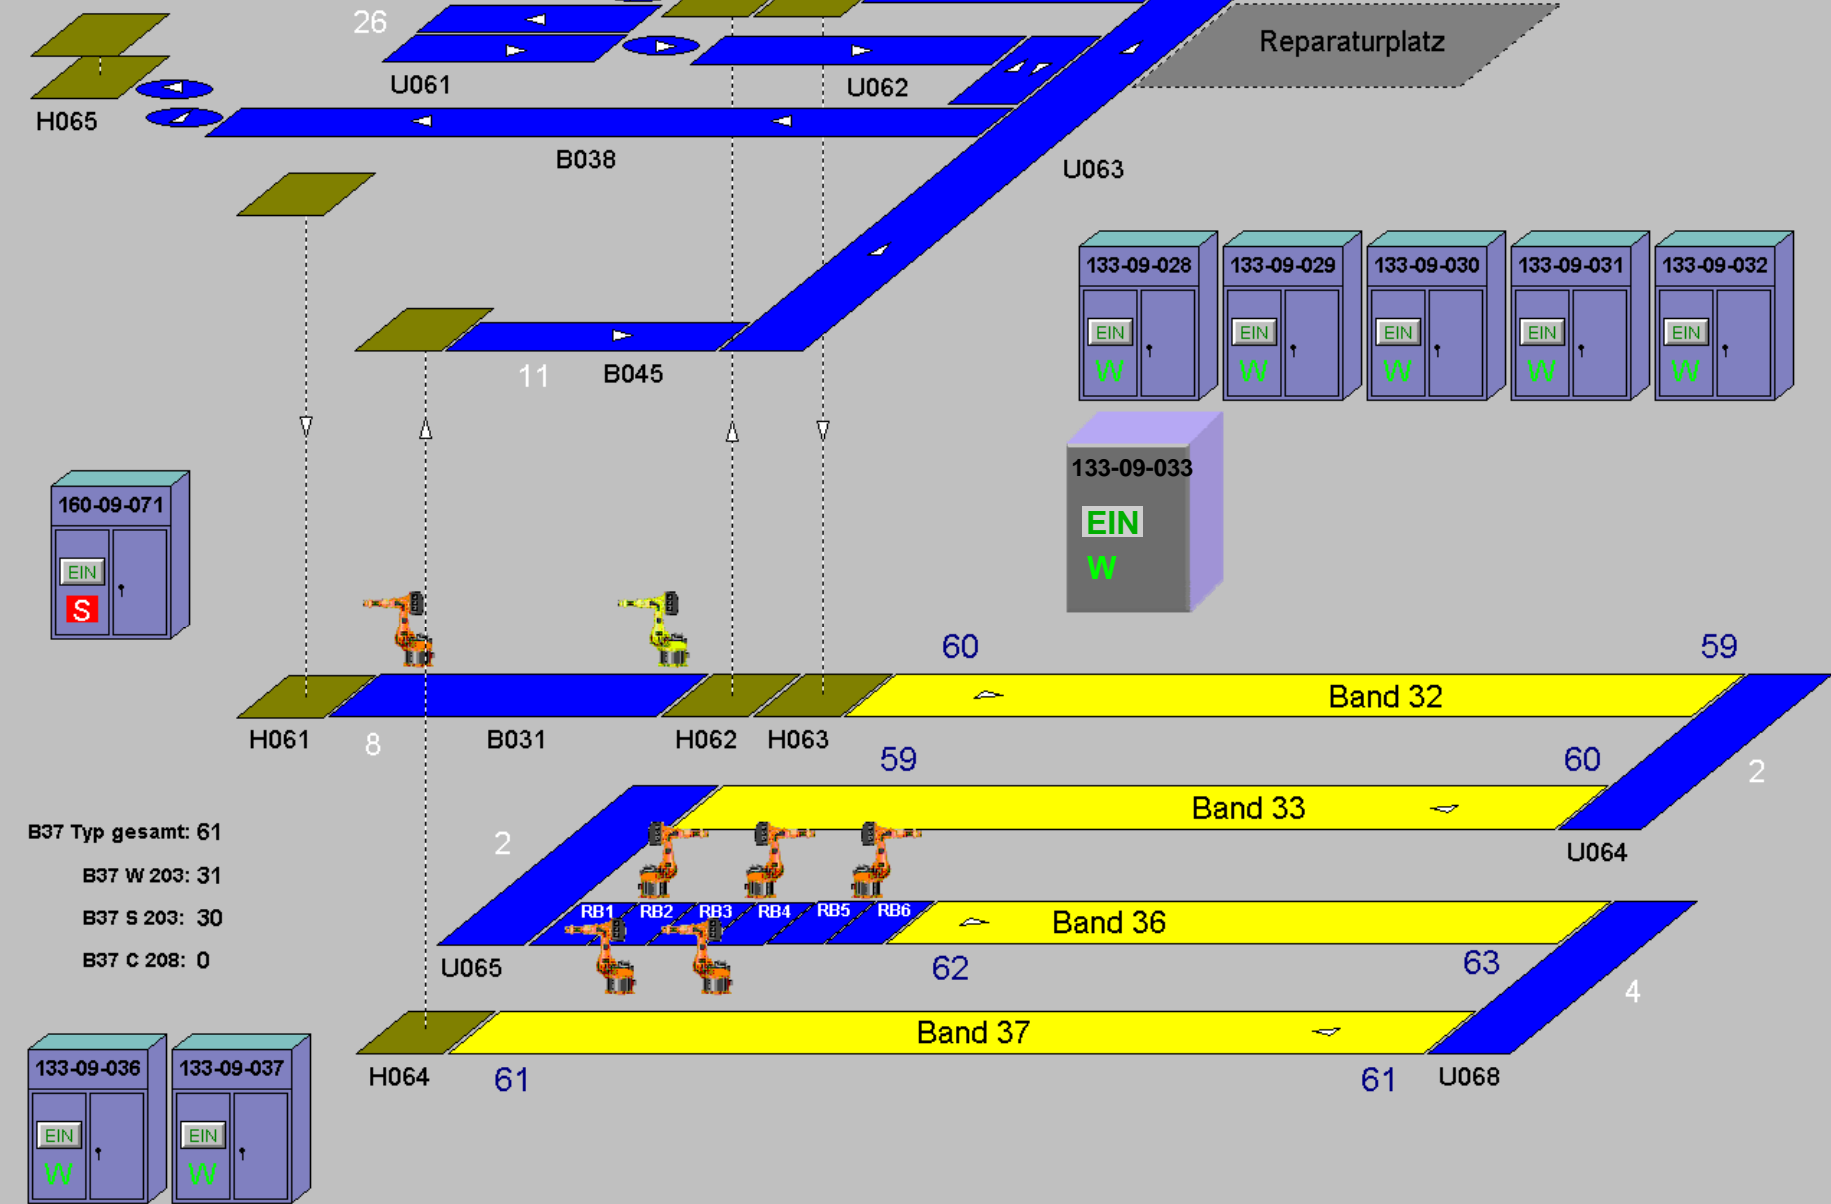 26
Reparaturplatz
U061
U062
H065
B038
U063
133-09-028
133-09-029
133-09-030
133-09-031
133-09-032
EIN
EIN
EIN
EIN
EIN
W
W
W
W
W
11
B045
133-09-033
EIN
W
160-09-071
EIN
S
60
59
Band 32
H061
8
B031
H062
H063
59
60
2
Band 33
B37 Typ gesamt: 61
2
U064
B37 W 203: 31
RB1
RB2
RB3
RB4
RB5
RB6
Band 36
B37 S 203: 30
B37 C 208: 0
U065
62
63
4
Band 37
H064
61
61
U068
133-09-036
133-09-037
EIN
EIN
W
W